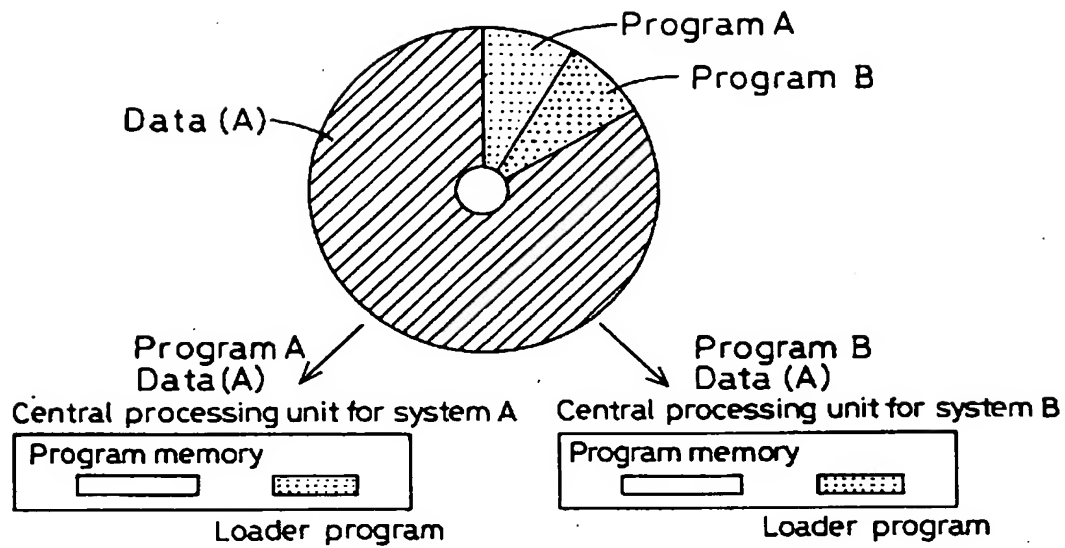 Program A
Program B
Data (A)
Program A
Data (A)
Program B
Data (A)
Central processing unit for system A
Central processing unit for system B
Program memory
Program memory
Loader program
Loader program